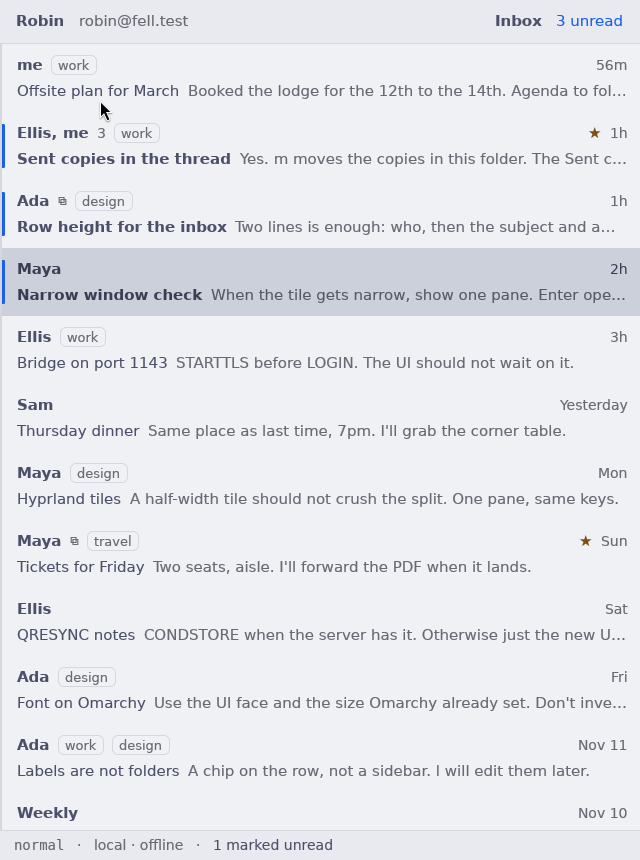 Robin robin@fell.test Inbox 3 unread
me work 56m
Offsite plan for March Booked the lodge for the 12th to the 14th. Agenda to fol…
Ellis, me 3 work ★ 1h
Sent copies in the thread Yes. m moves the copies in this folder. The Sent c…
Ada ⧉ design 1h
Row height for the inbox Two lines is enough: who, then the subject and a…
Maya 2h
Narrow window check When the tile gets narrow, show one pane. Enter ope…
Ellis work 3h
Bridge on port 1143 STARTTLS before LOGIN. The UI should not wait on it.
Sam Yesterday
Thursday dinner Same place as last time, 7pm. I'll grab the corner table.
Maya design Mon
Hyprland tiles A half-width tile should not crush the split. One pane, same keys.
Maya ⧉ travel ★ Sun
Tickets for Friday Two seats, aisle. I'll forward the PDF when it lands.
Ellis Sat
QRESYNC notes CONDSTORE when the server has it. Otherwise just the new U…
Ada design Fri
Font on Omarchy Use the UI face and the size Omarchy already set. Don't inve…
Ada work design Nov 11
Labels are not folders A chip on the row, not a sidebar. I will edit them later.
Weekly Nov 10
normal · local · offline · 1 marked unread